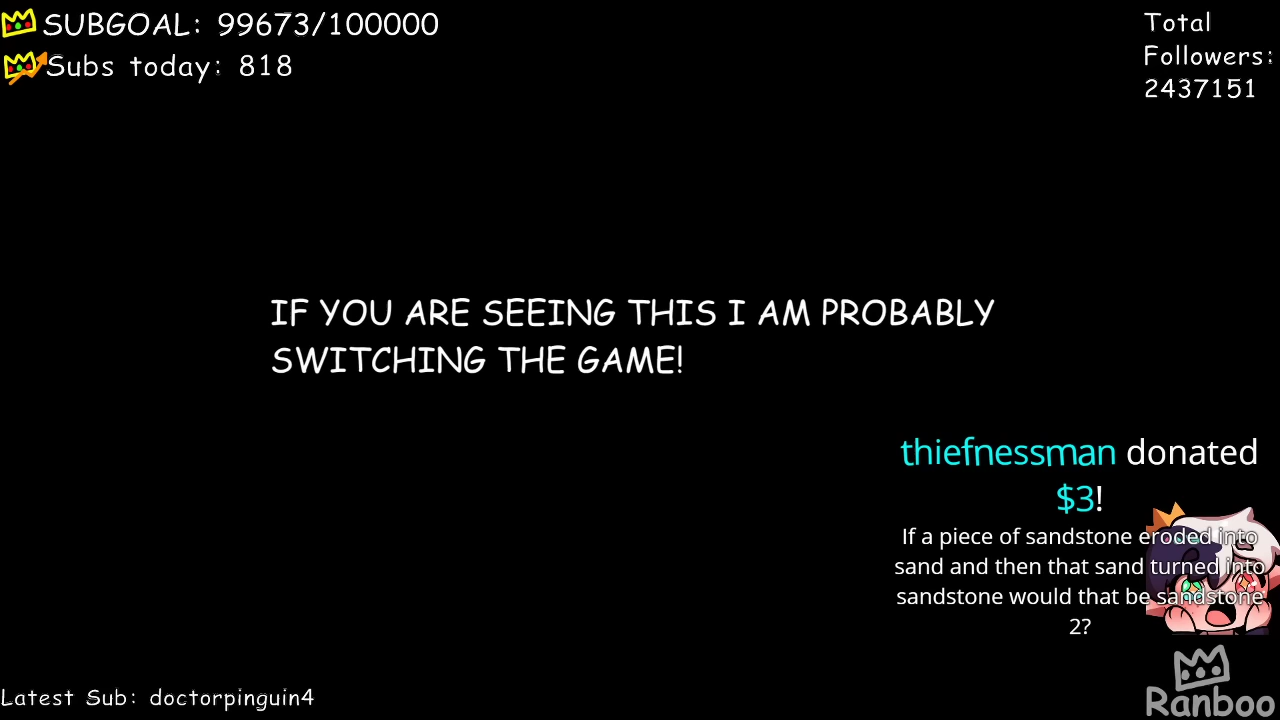 SUBGOAL: 99673/100000
Subs today: 818
Total
Followers:
2437151
IF YOU ARE SEEING THIS I AM PROBABLY
SWITCHING THE GAME!
thiefnessman donated
$3!
If a piece of sandstone eroded into
sand and then that sand turned into
sandstone would that be sandstone
2?
Latest Sub: doctorpinguin4
Ranboo